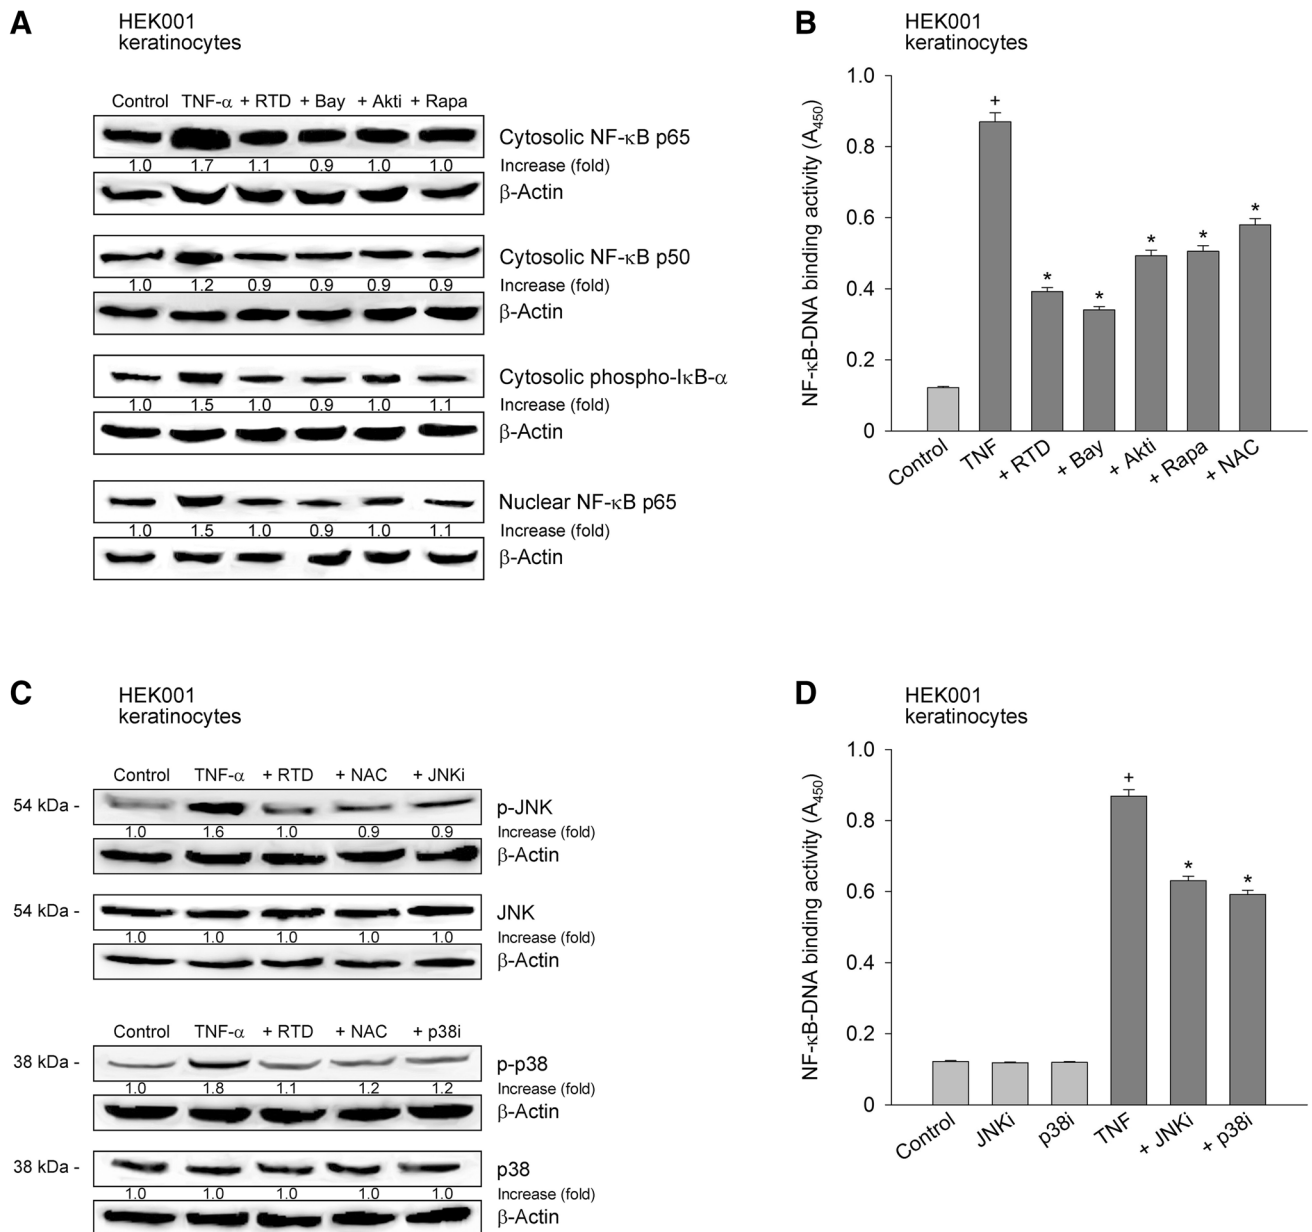 A
HEK001
keratinocytes
Control TNF-α + RTD + Bay + Akti + Rapa
Cytosolic NF-κB p65
1.0 1.7 1.1 0.9 1.0 1.0 Increase (fold)
β-Actin
Cytosolic NF-κB p50
1.0 1.2 0.9 0.9 0.9 0.9 Increase (fold)
β-Actin
Cytosolic phospho-IκB-α
1.0 1.5 1.0 0.9 1.0 1.1 Increase (fold)
β-Actin
Nuclear NF-κB p65
1.0 1.5 1.0 0.9 1.0 1.1 Increase (fold)
β-Actin
B
HEK001
keratinocytes
NF-κB-DNA binding activity (A450)
1.0
0.8
0.6
0.4
0.2
0
+
*
*
*
*
*
Control TNF + RTD + Bay + Akti + Rapa + NAC
C
HEK001
keratinocytes
Control TNF-α + RTD + NAC + JNKi
54 kDa - p-JNK
1.0 1.6 1.0 0.9 0.9 Increase (fold)
β-Actin
54 kDa - JNK
1.0 1.0 1.0 1.0 1.0 Increase (fold)
β-Actin
Control TNF-α + RTD + NAC + p38i
38 kDa - p-p38
1.0 1.8 1.1 1.2 1.2 Increase (fold)
β-Actin
38 kDa - p38
1.0 1.0 1.0 1.0 1.0 Increase (fold)
β-Actin
D
HEK001
keratinocytes
NF-κB-DNA binding activity (A450)
1.0
0.8
0.6
0.4
0.2
0
+
*
*
Control JNKi p38i TNF + JNKi + p38i